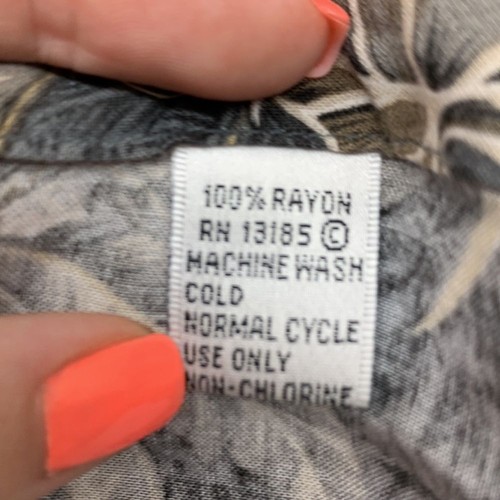 100% RAYON
RN 13185 ©
MACHINE WASH
COLD
NORMAL CYCLE
USE ONLY
NON-CHLORINE